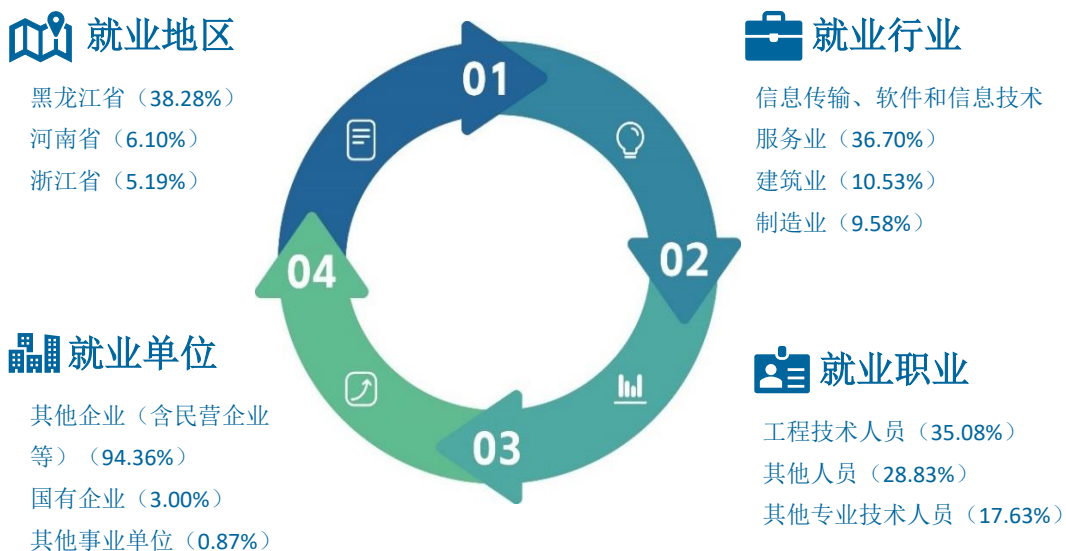 就业地区
黑龙江省（38.28%）
河南省（6.10%）
浙江省（5.19%）
01
就业行业
信息传输、软件和信息技术
服务业（36.70%）
建筑业（10.53%）
制造业（9.58%）
02
04
就业单位
其他企业（含民营企业
等）（94.36%）
国有企业（3.00%）
其他事业单位（0.87%）
03
就业职业
工程技术人员（35.08%）
其他人员（28.83%）
其他专业技术人员（17.63%）